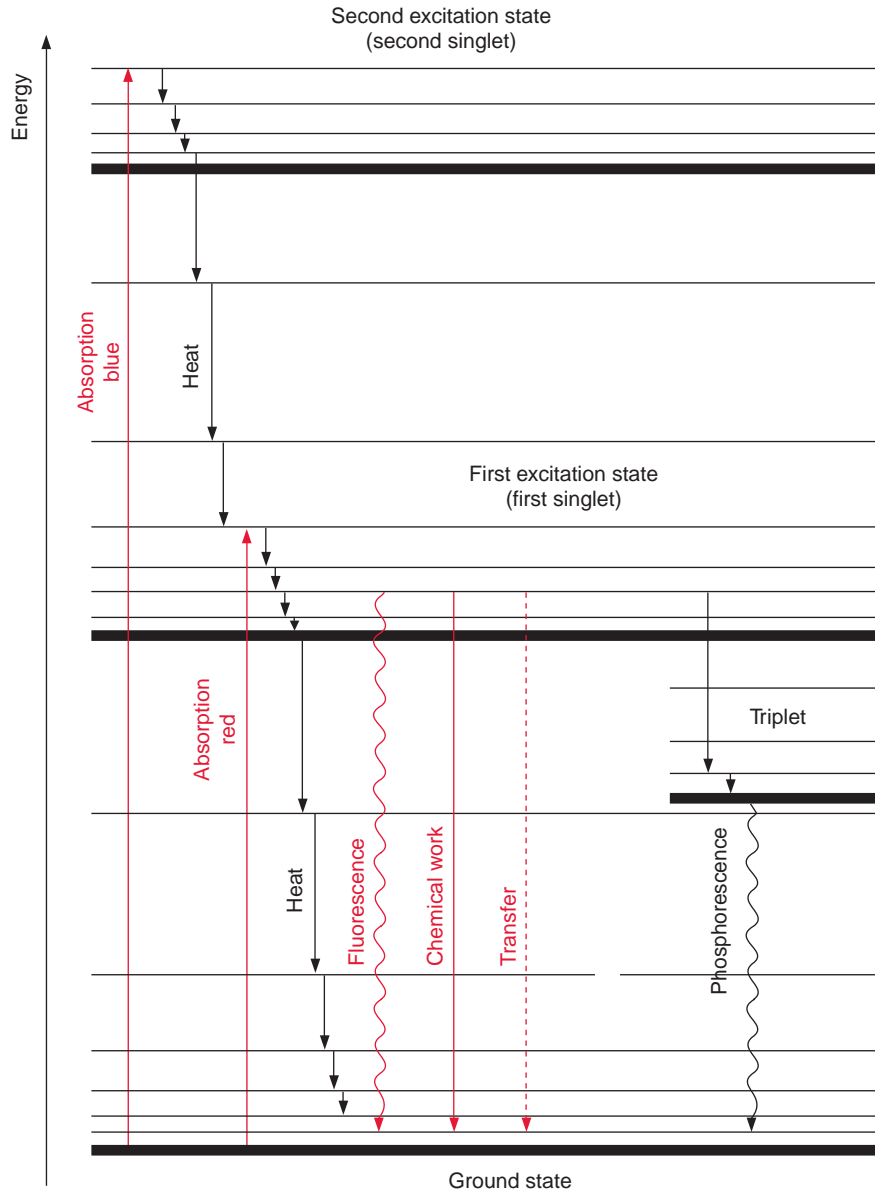 Second excitation state
(second singlet)
Energy
Absorption
blue
Heat
First excitation state
(first singlet)
Absorption
red
Triplet
Heat
Fluorescence
Chemical work
Transfer
Phosphorescence
Ground state